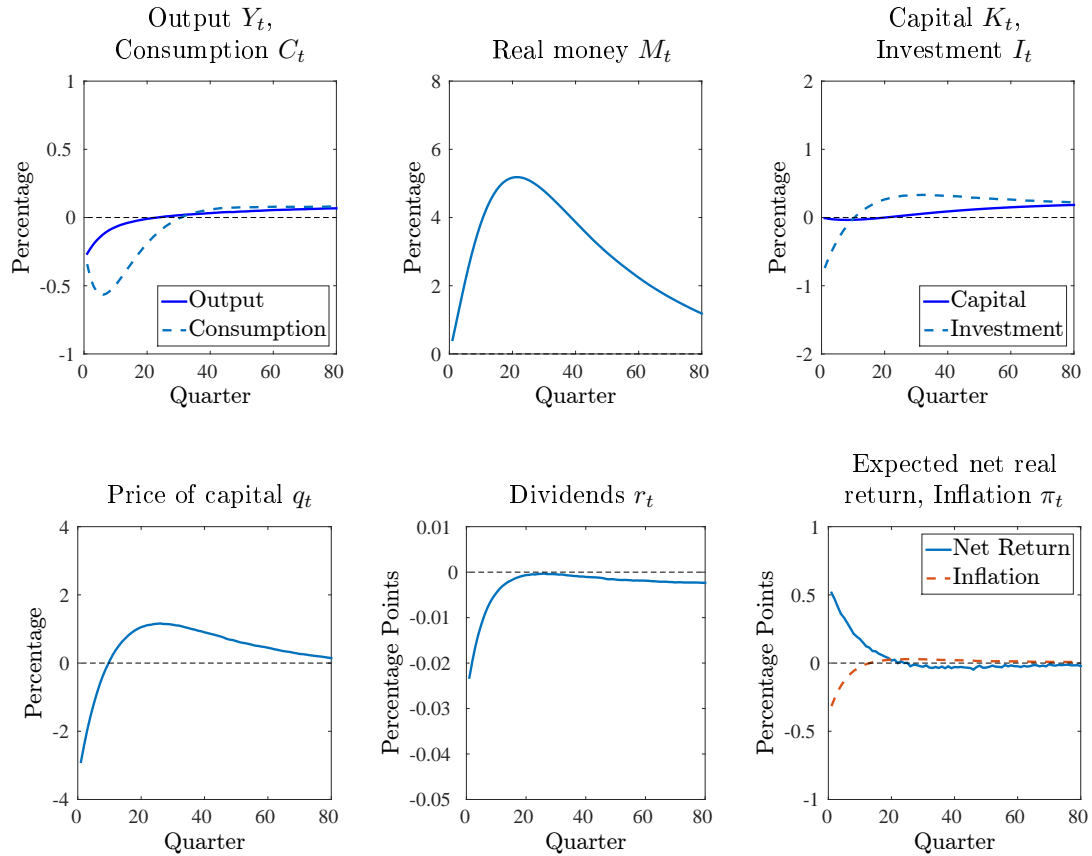 Output Yt,
Consumption Ct
1
0.5
0
-0.5
-1
Percentage
Output
Consumption
0 20 40 60 80
Quarter
Real money Mt
8
6
4
2
0
Percentage
0 20 40 60 80
Quarter
Capital Kt,
Investment It
2
1
0
-1
-2
Percentage
Capital
Investment
0 20 40 60 80
Quarter
Price of capital qt
4
2
0
-2
-4
Percentage
0 20 40 60 80
Quarter
Dividends rt
0.01
0
-0.01
-0.02
-0.03
-0.04
-0.05
Percentage Points
0 20 40 60 80
Quarter
Expected net real
return, Inflation πt
1
0.5
0
-0.5
-1
Percentage Points
Net Return
Inflation
0 20 40 60 80
Quarter